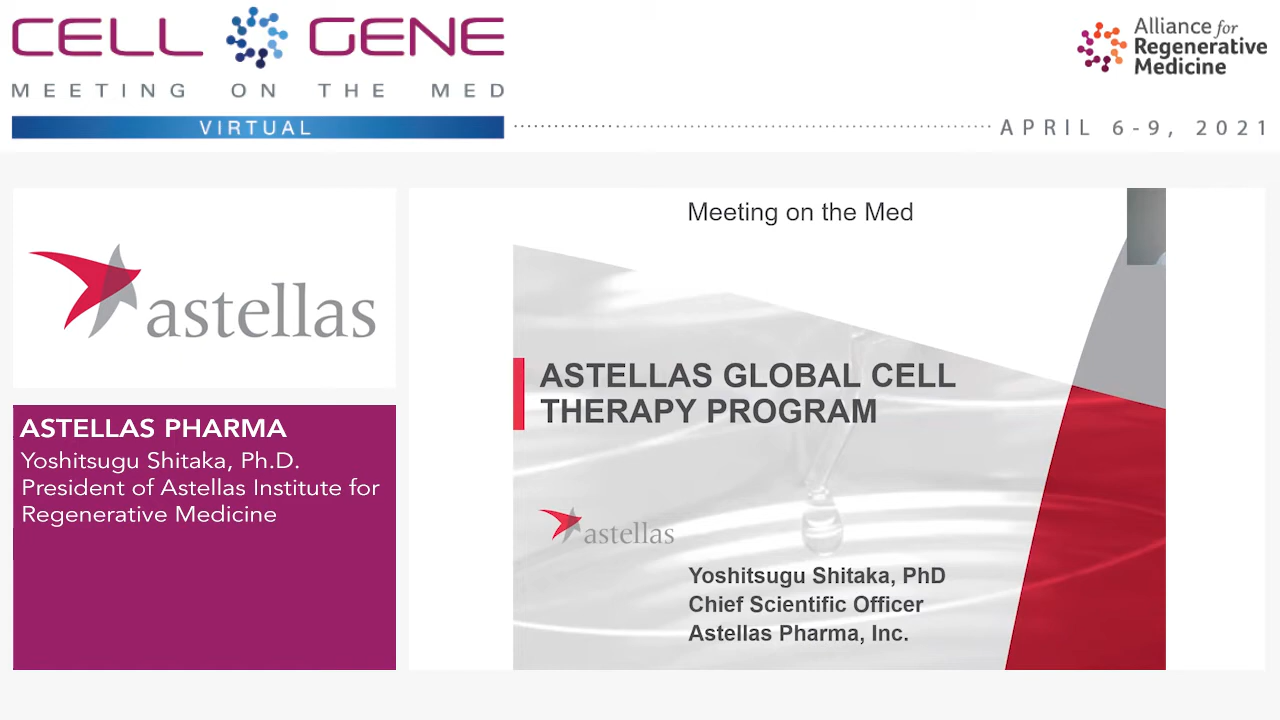 CELL GENE
MEETING ON THE MED
VIRTUAL
Alliance for
Regenerative
Medicine
APRIL 6-9, 2021
astellas
ASTELLAS PHARMA
Yoshitsugu Shitaka, Ph.D.
President of Astellas Institute for
Regenerative Medicine
Meeting on the Med
ASTELLAS GLOBAL CELL
THERAPY PROGRAM
astellas
Yoshitsugu Shitaka, PhD
Chief Scientific Officer
Astellas Pharma, Inc.